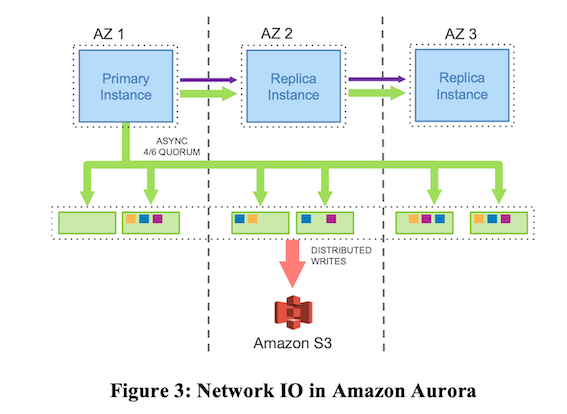 AZ 1
AZ 2
AZ 3
Primary
Instance
Replica
Instance
Replica
Instance
ASYNC
4/6 QUORUM
DISTRIBUTED
WRITES
Amazon S3
Figure 3: Network IO in Amazon Aurora